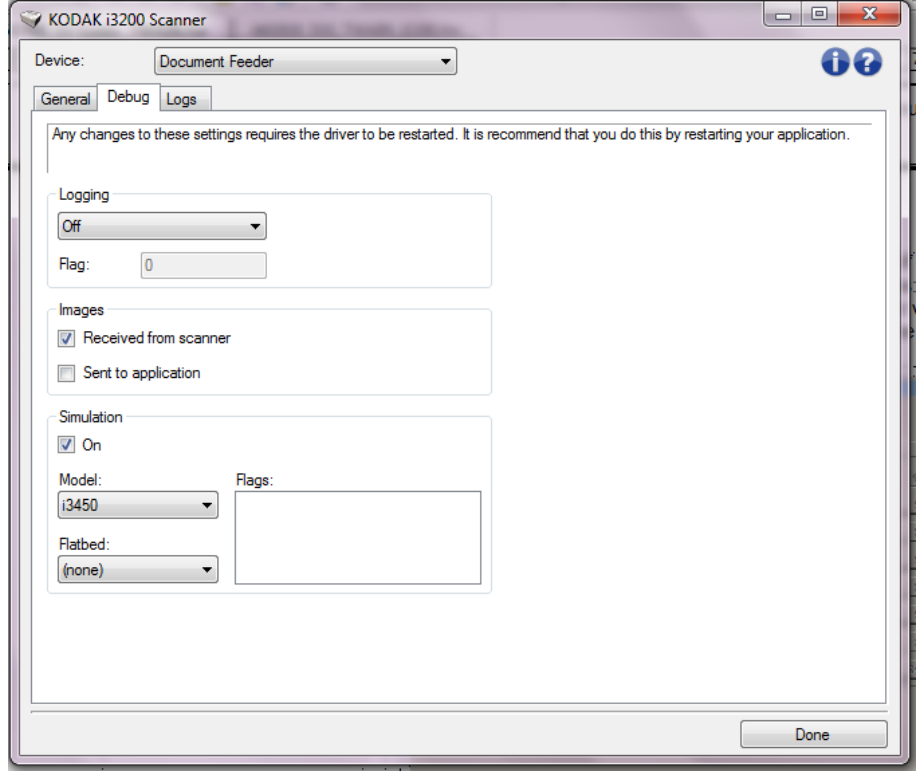 KODAK i3200 Scanner
Device: Document Feeder
General Debug Logs
Any changes to these settings requires the driver to be restarted. It is recommend that you do this by restarting your application.
Logging
Off
Flag: 0
Images
Received from scanner
Sent to application
Simulation
On
Model: Flags:
i3450
Flatbed:
(none)
Done